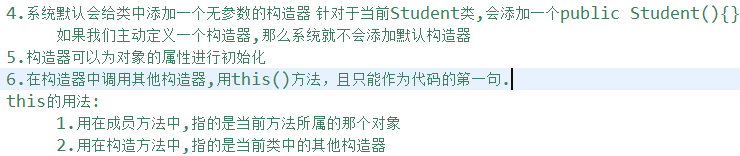 4.系统默认会给类中添加一个无参数的构造器 针对于当前Student类,会添加一个public Student(){}
如果我们主动定义一个构造器,那么系统就不会添加默认构造器
5.构造器可以为对象的属性进行初始化
6.在构造器中调用其他构造器,用this()方法，且只能作为代码的第一句.
this的用法:
1.用在成员方法中,指的是当前方法所属的那个对象
2.用在构造方法中,指的是当前类中的其他构造器